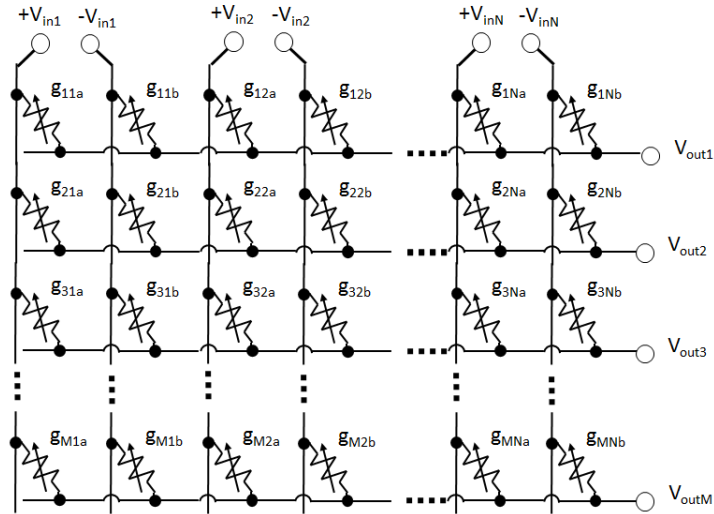 +Vin1 -Vin1 +Vin2 -Vin2 +VinN -VinN
g11a g11b g12a g12b g1Na g1Nb
Vout1
g21a g21b g22a g22b g2Na g2Nb
Vout2
g31a g31b g32a g32b g3Na g3Nb
Vout3
gM1a gM1b gM2a gM2b gMNa gMNb
VoutM